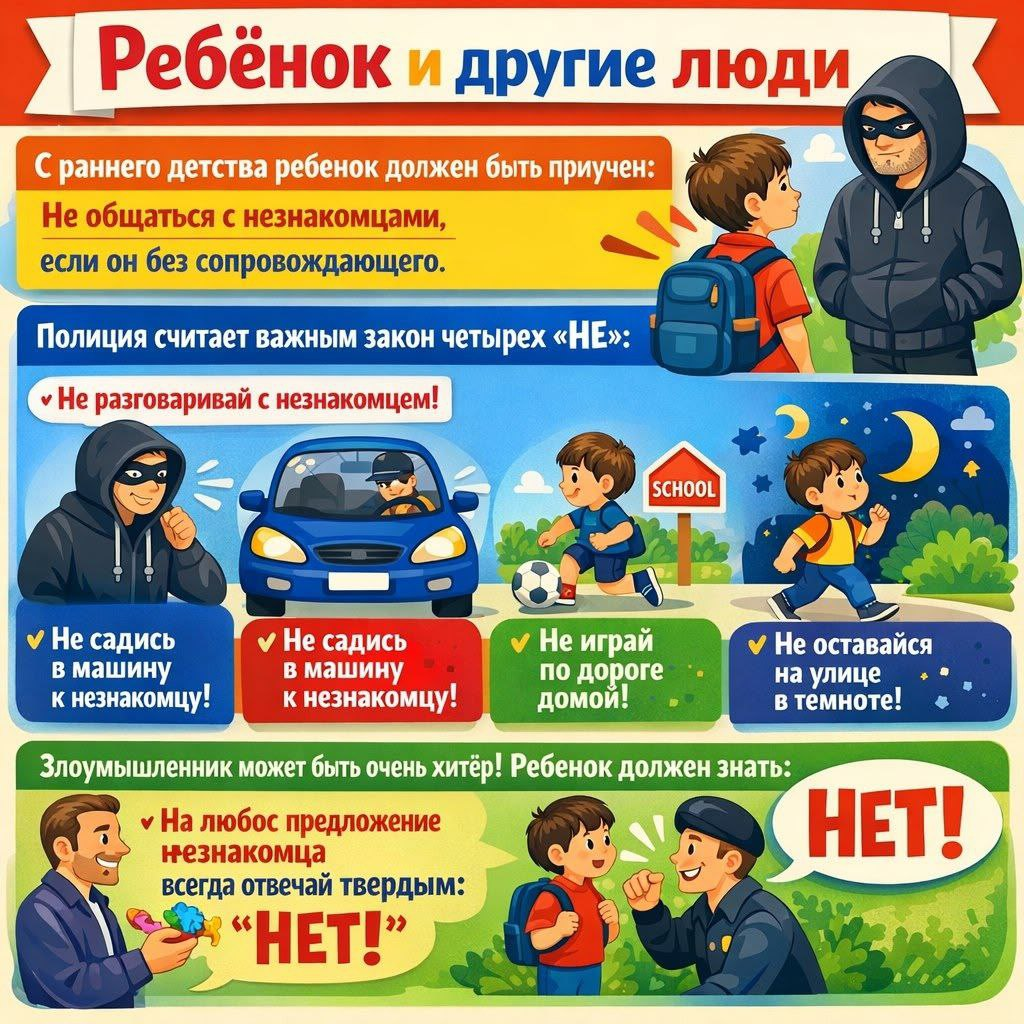 Ребёнок и другие люди
С раннего детства ребенок должен быть приучен:
Не общаться с незнакомцами,
если он без сопровождающего.
Полиция считает важным закон четырех «НЕ»:
Не разговаривай с незнакомцем!
SCHOOL
Не садись
в машину
к незнакомцу!
Не садись
в машину
к незнакомцу!
Не играй
по дороге
домой!
Не оставайся
на улице
в темноте!
Злоумышленник может быть очень хитёр! Ребенок должен знать:
На любос предложение
незнакомца
всегда отвечай твердым:
“НЕТ!”
НЕТ!